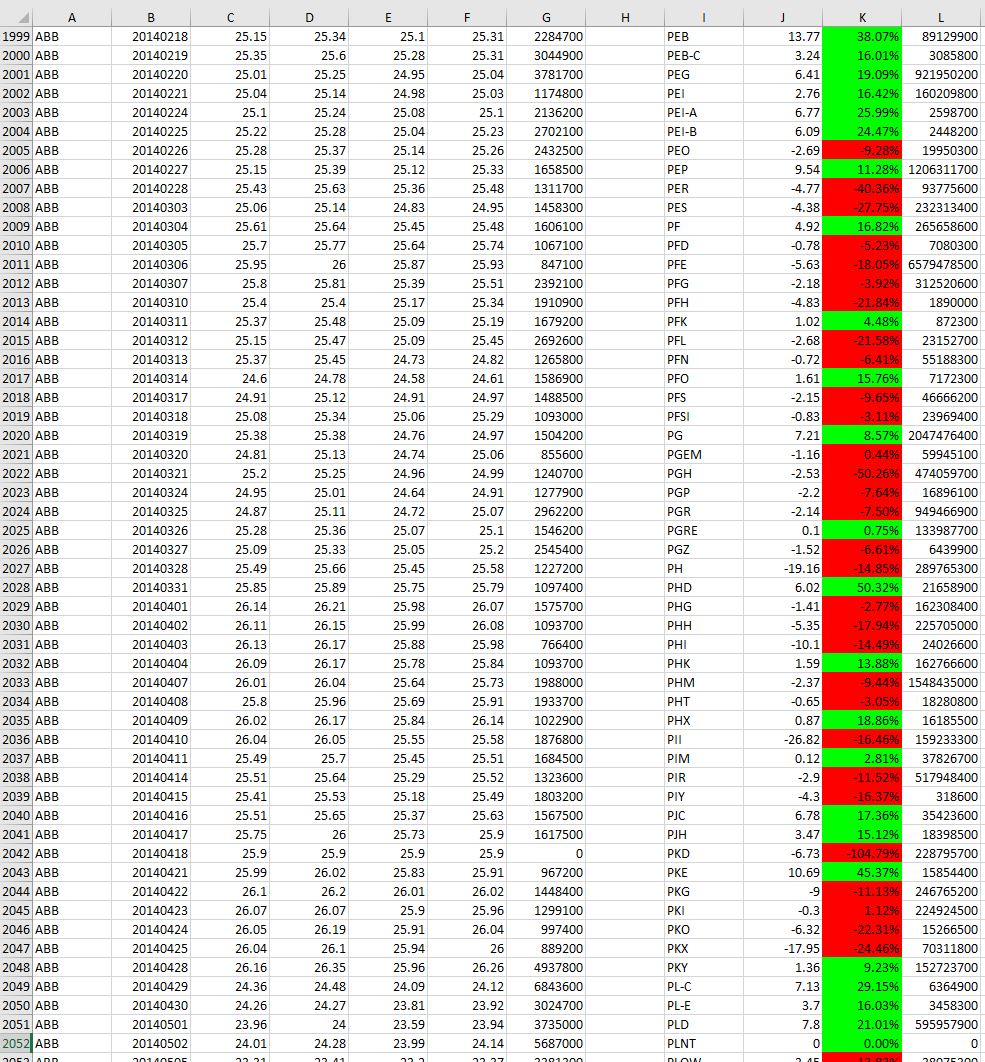 A B C D E F G H I J K L
1999 ABB 20140218 25.15 25.34 25.1 25.31 2284700 PEB 13.77 38.07% 89129900
2000 ABB 20140219 25.35 25.6 25.28 25.31 3044900 PEB-C 3.24 16.01% 3085800
2001 ABB 20140220 25.01 25.25 24.95 25.04 3781700 PEG 6.41 19.09% 921950200
2002 ABB 20140221 25.04 25.14 24.98 25.03 1174800 PEI 2.76 16.42% 160209800
2003 ABB 20140224 25.1 25.24 25.08 25.1 2136200 PEI-A 6.77 25.99% 2598700
2004 ABB 20140225 25.22 25.28 25.04 25.23 2702100 PEI-B 6.09 24.47% 2448200
2005 ABB 20140226 25.28 25.37 25.14 25.26 2432500 PEO -2.69 -9.28% 19950300
2006 ABB 20140227 25.15 25.39 25.12 25.33 1658500 PEP 9.54 11.28% 1206311700
2007 ABB 20140228 25.43 25.63 25.36 25.48 1311700 PER -4.77 -40.36% 93775600
2008 ABB 20140303 25.06 25.14 24.83 24.95 1458300 PES -4.38 -27.75% 232313400
2009 ABB 20140304 25.61 25.64 25.45 25.48 1606100 PF 4.92 16.82% 265658600
2010 ABB 20140305 25.7 25.77 25.64 25.74 1067100 PFD -0.78 -5.23% 7080300
2011 ABB 20140306 25.95 26 25.87 25.93 847100 PFE -5.63 -18.05% 6579478500
2012 ABB 20140307 25.8 25.81 25.39 25.51 2392100 PFG -2.18 -3.92% 312520600
2013 ABB 20140310 25.4 25.4 25.17 25.34 1910900 PFH -4.83 -21.84% 1890000
2014 ABB 20140311 25.37 25.48 25.09 25.19 1679200 PFK 1.02 4.48% 872300
2015 ABB 20140312 25.15 25.47 25.09 25.45 2692600 PFL -2.68 -21.58% 23152700
2016 ABB 20140313 25.37 25.45 24.73 24.82 1265800 PFN -0.72 -6.41% 55188300
2017 ABB 20140314 24.6 24.78 24.58 24.61 1586900 PFO 1.61 15.76% 7172300
2018 ABB 20140317 24.91 25.12 24.91 24.97 1488500 PFS -2.15 -9.65% 46666200
2019 ABB 20140318 25.08 25.34 25.06 25.29 1093000 PFSI -0.83 -3.11% 23969400
2020 ABB 20140319 25.38 25.38 24.76 24.97 1504200 PG 7.21 8.57% 2047476400
2021 ABB 20140320 24.81 25.13 24.74 25.06 855600 PGEM -1.16 0.44% 59945100
2022 ABB 20140321 25.2 25.25 24.96 24.99 1240700 PGH -2.53 -50.26% 474059700
2023 ABB 20140324 24.95 25.01 24.64 24.91 1277900 PGP -2.2 -7.64% 16896100
2024 ABB 20140325 24.87 25.11 24.72 25.07 2962200 PGR -2.14 -7.50% 949466900
2025 ABB 20140326 25.28 25.36 25.07 25.1 1546200 PGRE 0.1 0.75% 133987700
2026 ABB 20140327 25.09 25.33 25.05 25.2 2545400 PGZ -1.52 -6.61% 6439900
2027 ABB 20140328 25.49 25.66 25.45 25.58 1227200 PH -19.16 -14.85% 289765300
2028 ABB 20140331 25.85 25.89 25.75 25.79 1097400 PHD 6.02 50.32% 21658900
2029 ABB 20140401 26.14 26.21 25.98 26.07 1575700 PHG -1.41 -2.77% 162308400
2030 ABB 20140402 26.11 26.15 25.99 26.08 1093700 PHH -5.35 -17.94% 225705000
2031 ABB 20140403 26.13 26.17 25.88 25.98 766400 PHI -10.1 -14.49% 24026600
2032 ABB 20140404 26.09 26.17 25.78 25.84 1093700 PHK 1.59 13.88% 162766600
2033 ABB 20140407 26.01 26.04 25.64 25.73 1988000 PHM -2.37 -9.44% 1548435000
2034 ABB 20140408 25.8 25.96 25.69 25.91 1933700 PHT -0.65 -3.05% 18280800
2035 ABB 20140409 26.02 26.17 25.84 26.14 1022900 PHX 0.87 18.86% 16185500
2036 ABB 20140410 26.04 26.05 25.55 25.58 1876800 PII -26.82 -16.46% 159233300
2037 ABB 20140411 25.49 25.7 25.45 25.51 1684500 PIM 0.12 2.81% 37826700
2038 ABB 20140414 25.51 25.64 25.29 25.52 1323600 PIR -2.9 -11.52% 517948400
2039 ABB 20140415 25.41 25.53 25.18 25.49 1803200 PIY -4.3 -16.37% 318600
2040 ABB 20140416 25.51 25.65 25.37 25.63 1567500 PJC 6.78 17.36% 35423600
2041 ABB 20140417 25.75 26 25.73 25.9 1617500 PJH 3.47 15.12% 18398500
2042 ABB 20140418 25.9 25.9 25.9 25.9 0 PKD -6.73 -104.79% 228795700
2043 ABB 20140421 25.99 26.02 25.83 25.91 967200 PKE 10.69 45.37% 15854400
2044 ABB 20140422 26.1 26.2 26.01 26.02 1448400 PKG -9 -11.13% 246765200
2045 ABB 20140423 26.07 26.07 25.9 25.96 1299100 PKI -0.3 1.12% 224924500
2046 ABB 20140424 26.05 26.19 25.91 26.04 997400 PKO -6.32 -22.31% 15266500
2047 ABB 20140425 26.04 26.1 25.94 26 889200 PKX -17.95 -24.46% 70311800
2048 ABB 20140428 26.16 26.35 25.96 26.26 4937800 PKY 1.36 9.23% 152723700
2049 ABB 20140429 24.36 24.48 24.09 24.12 6843600 PL-C 7.13 29.15% 6364900
2050 ABB 20140430 24.26 24.27 23.81 23.92 3024700 PL-E 3.7 16.03% 3458300
2051 ABB 20140501 23.96 24 23.59 23.94 3735000 PLD 7.8 21.01% 595957900
2052 ABB 20140502 24.01 24.28 23.99 24.14 5687000 PLNT 0 0.00% 0